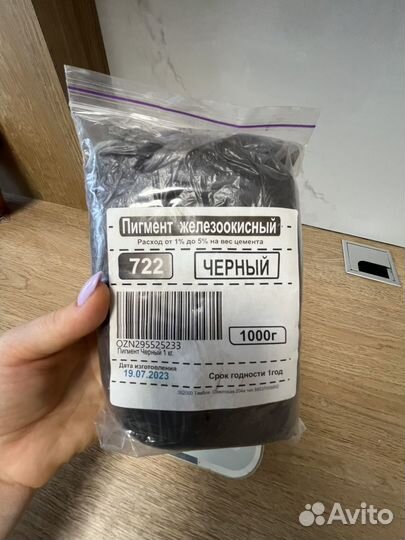 Пигмент железоокисный
Расход от 1% до 5% на вес цемента
722 ЧЕРНЫЙ
OZN295525233
Пигмент Черный 1 кг.
1000г
Дата изготовления
19.07.2023
Срок годности 1год
Avito